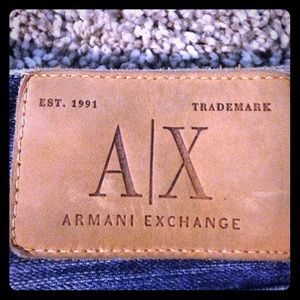 EST. 1991 TRADEMARK
A|X
ARMANI EXCHANGE